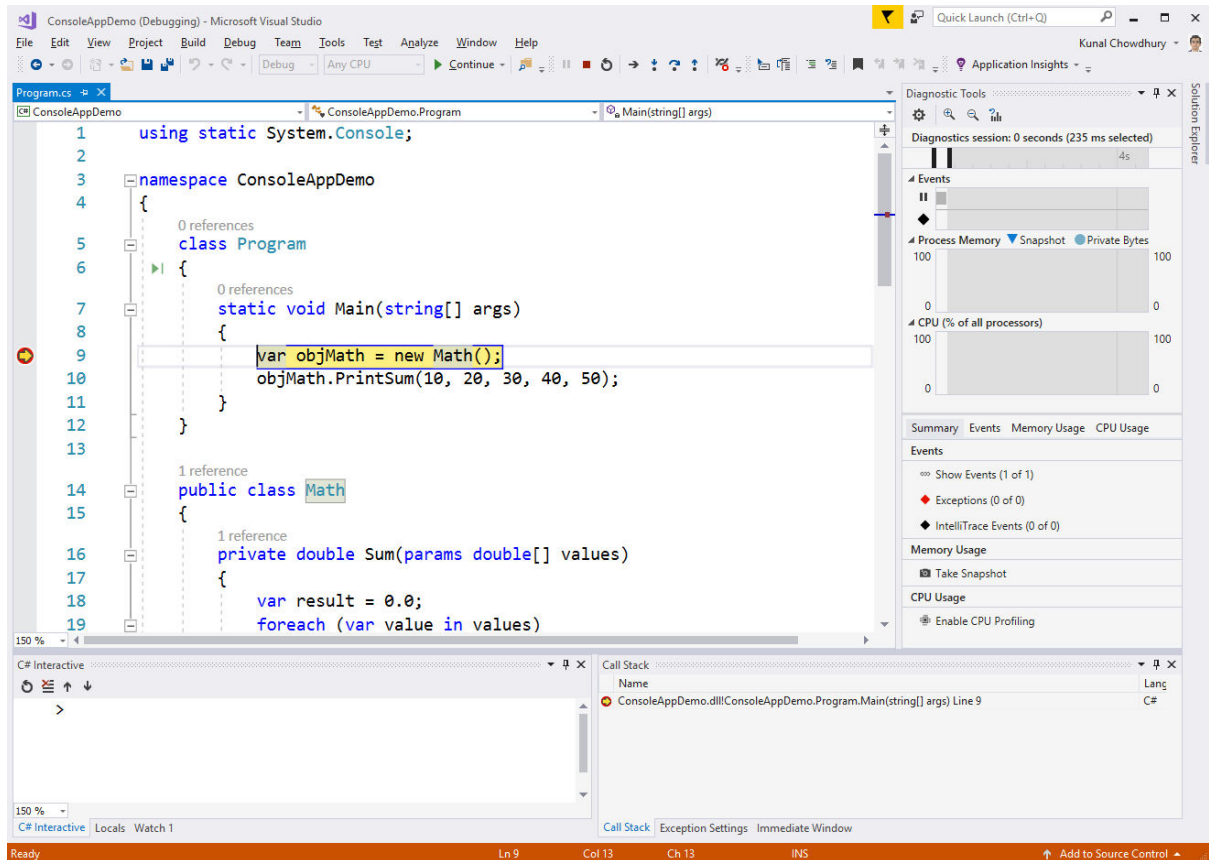 ConsoleAppDemo (Debugging) - Microsoft Visual Studio
Quick Launch (Ctrl+Q)
File Edit View Project Build Debug Team Tools Test Analyze Window Help
Kunal Chowdhury
Debug Any CPU Continue Application Insights
Program.cs
ConsoleAppDemo ConsoleAppDemo.Program Main(string[] args)
1 using static System.Console;
2
3 namespace ConsoleAppDemo
4 {
0 references
5 class Program
6 {
0 references
7 static void Main(string[] args)
8 {
9 var objMath = new Math();
10 objMath.PrintSum(10, 20, 30, 40, 50);
11 }
12 }
13
1 reference
14 public class Math
15 {
1 reference
16 private double Sum(params double[] values)
17 {
18 var result = 0.0;
19 foreach (var value in values)
150 %
Diagnostic Tools
Diagnostics session: 0 seconds (235 ms selected)
4s
Events
Process Memory Snapshot Private Bytes
100 100
0 0
CPU (% of all processors)
100 100
0 0
Summary Events Memory Usage CPU Usage
Events
Show Events (1 of 1)
Exceptions (0 of 0)
IntelliTrace Events (0 of 0)
Memory Usage
Take Snapshot
CPU Usage
Enable CPU Profiling
Solution Explorer
C# Interactive
>
150 %
C# Interactive Locals Watch 1
Call Stack
Name Lang
ConsoleAppDemo.dll!ConsoleAppDemo.Program.Main(string[] args) Line 9 C#
Call Stack Exception Settings Immediate Window
Ready Ln 9 Col 13 Ch 13 INS Add to Source Control